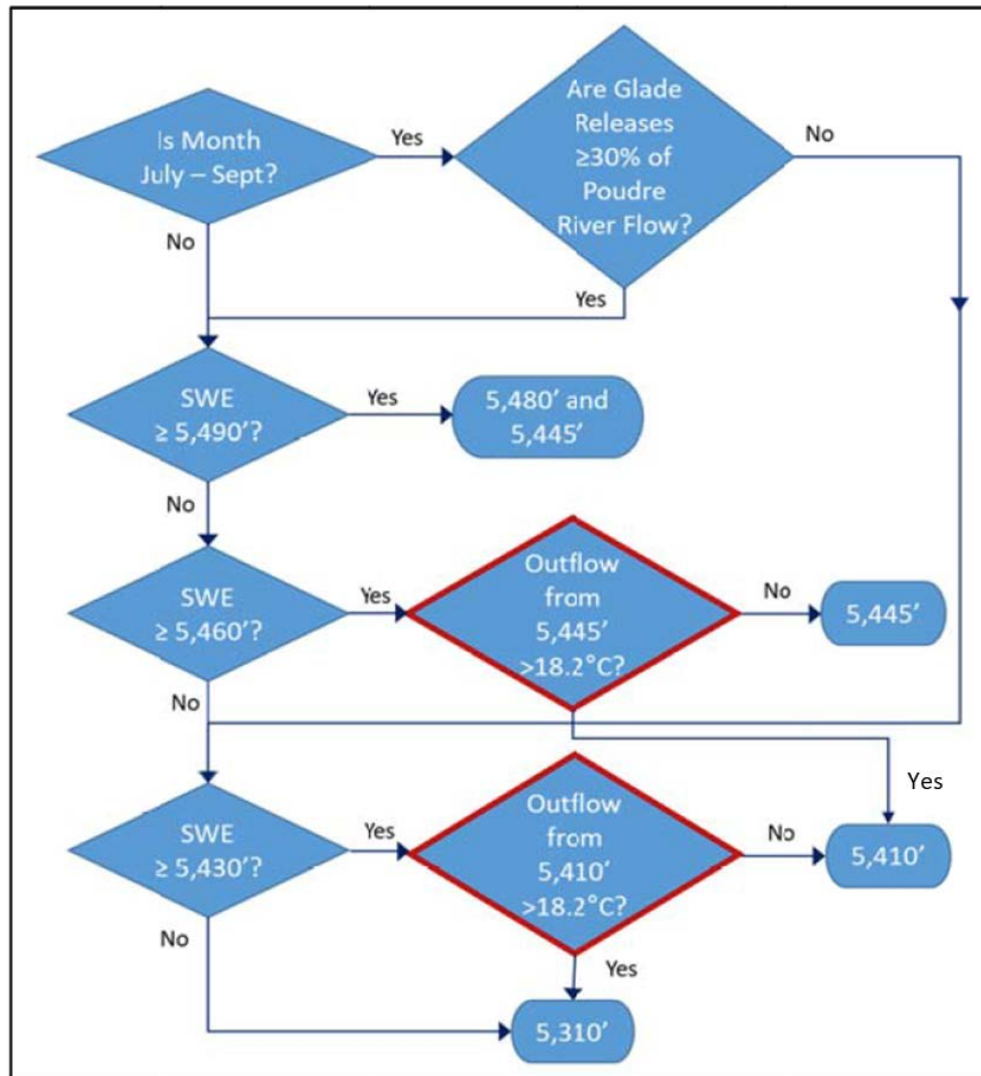 Is Month
July – Sept?
Yes
Are Glade
Releases
≥30% of
Poudre
River Flow?
No
No
Yes
SWE
≥ 5,490’?
Yes
5,480’ and
5,445’
No
SWE
≥ 5,460’?
Yes
Outflow
from
5,445’
>18.2°C?
No
5,445’
No
Yes
SWE
≥ 5,430’?
Yes
Outflow
from
5,410’
>18.2°C?
No
5,410’
No
Yes
5,310’